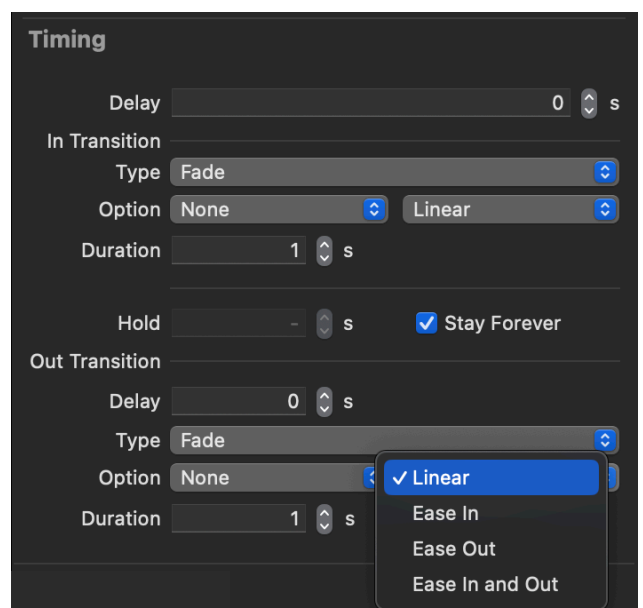 Timing
Delay 0 s
In Transition
Type Fade
Option None Linear
Duration 1 s
Hold - s Stay Forever
Out Transition
Delay 0 s
Type Fade
Option None Linear
Duration 1 s Ease In
Ease Out
Ease In and Out